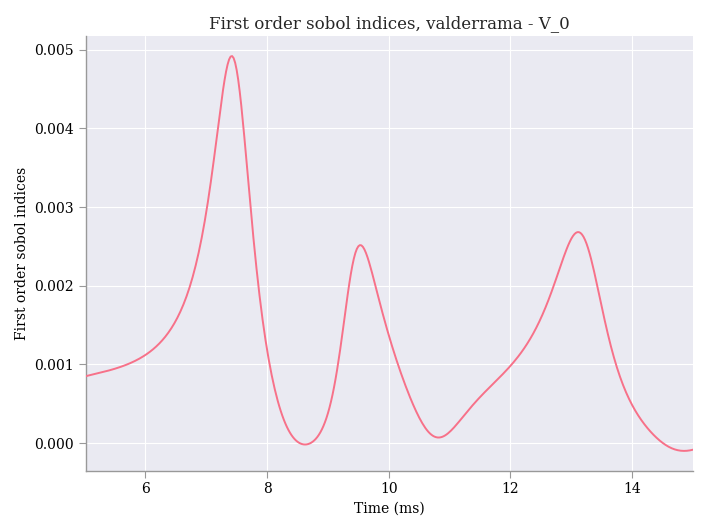 First order sobol indices, valderrama - V_0
0.005
0.004
0.003
0.002
0.001
0.000
First order sobol indices
6 8 10 12 14
Time (ms)